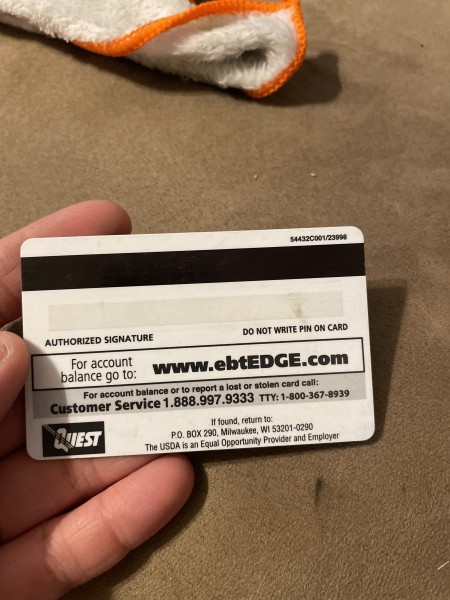 54432C001/23998
AUTHORIZED SIGNATURE
DO NOT WRITE PIN ON CARD
For account
balance go to:
www.ebtEDGE.com
For account balance or to report a lost or stolen card call:
Customer Service 1.888.997.9333 TTY: 1-800-367-8939
QUEST
If found, return to:
P.O. BOX 290, Milwaukee, WI 53201-0290
The USDA is an Equal Opportunity Provider and Employer